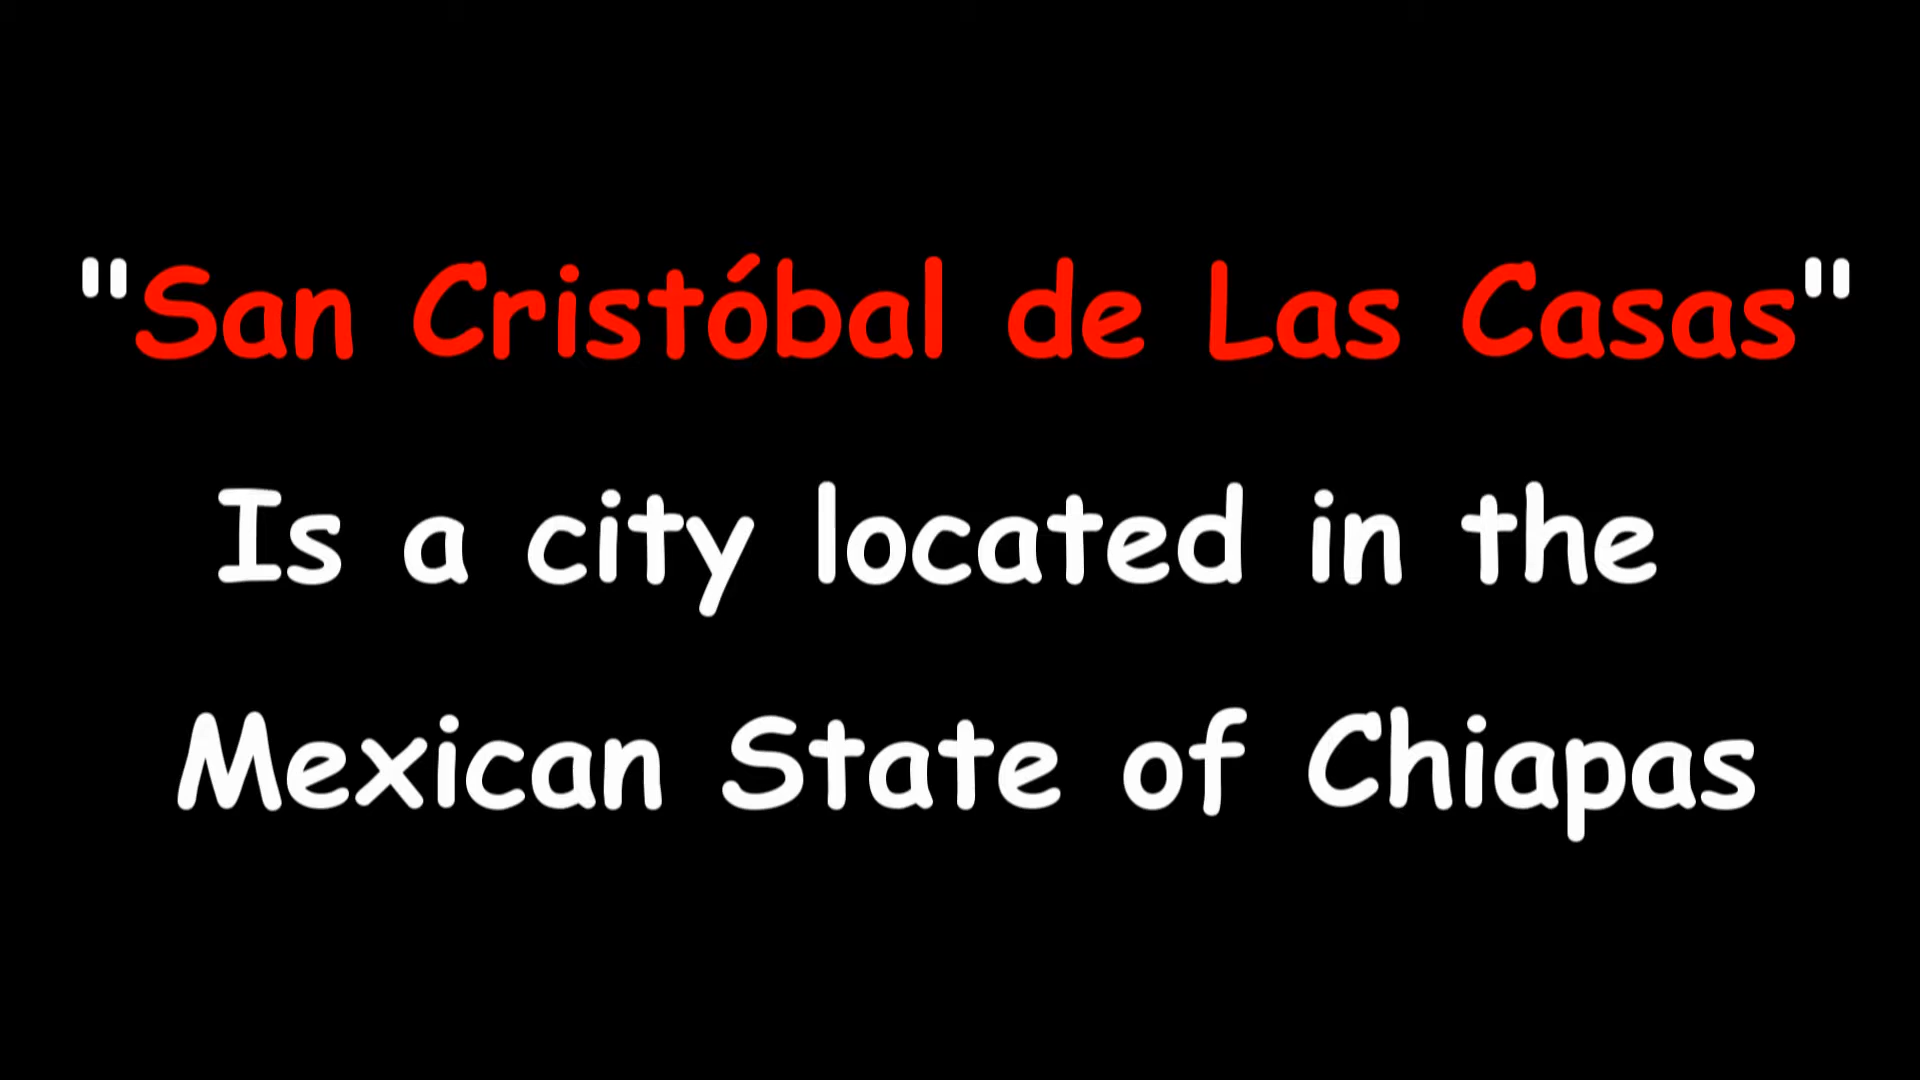 "San Cristóbal de Las Casas"
Is a city located in the
Mexican State of Chiapas